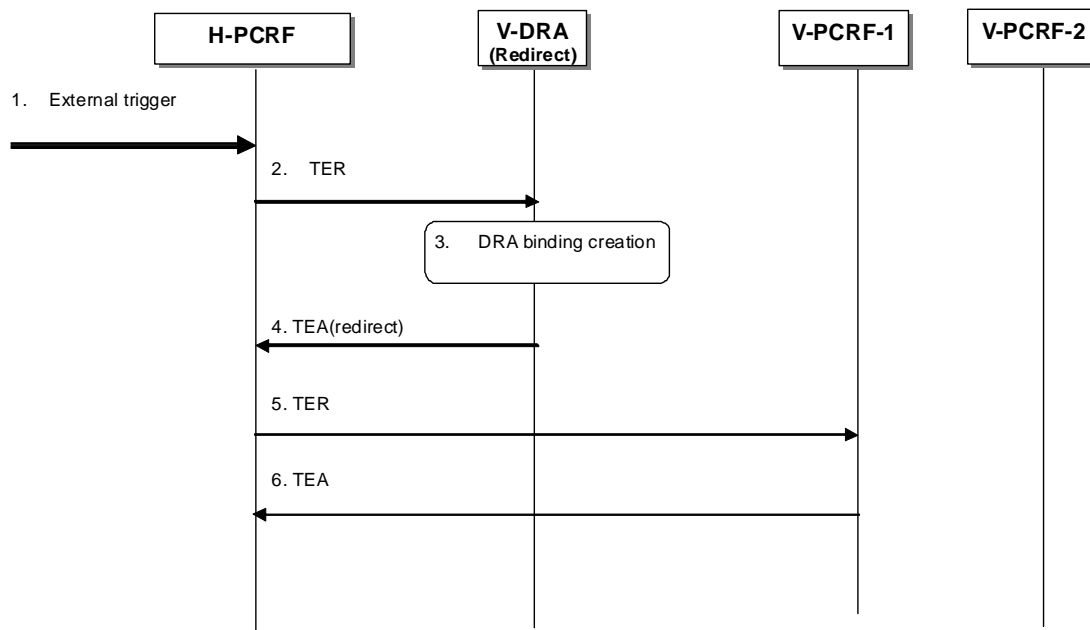 H-PCRF
V-DRA
(Redirect)
V-PCRF-1
V-PCRF-2
1. External trigger
2. TER
3. DRA binding creation
4. TEA(redirect)
5. TER
6. TEA